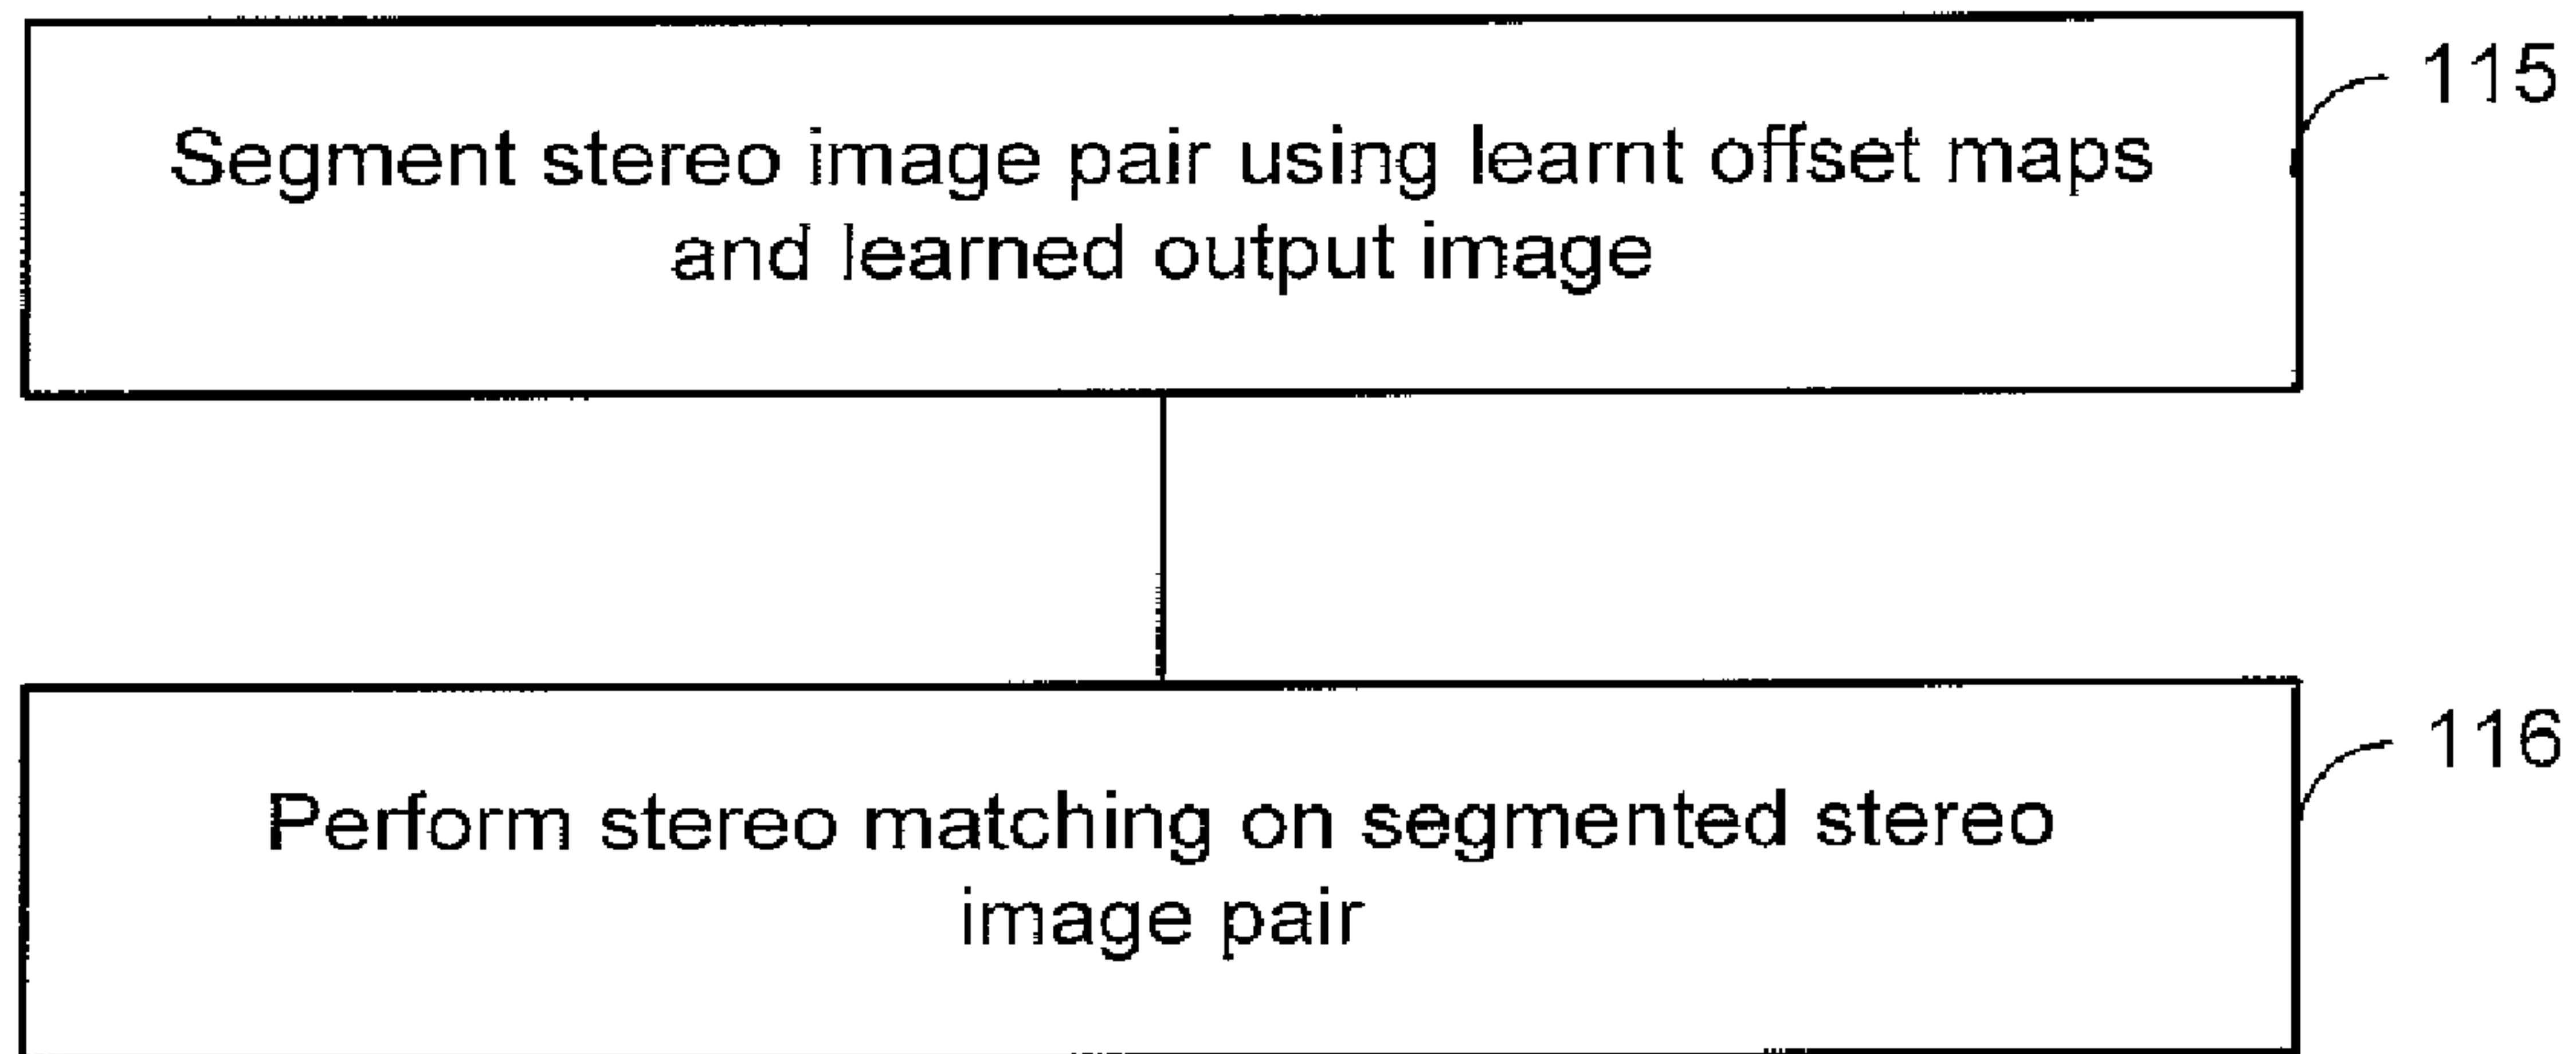 115
Segment stereo image pair using learnt offset maps
and learned output image
116
Perform stereo matching on segmented stereo
image pair